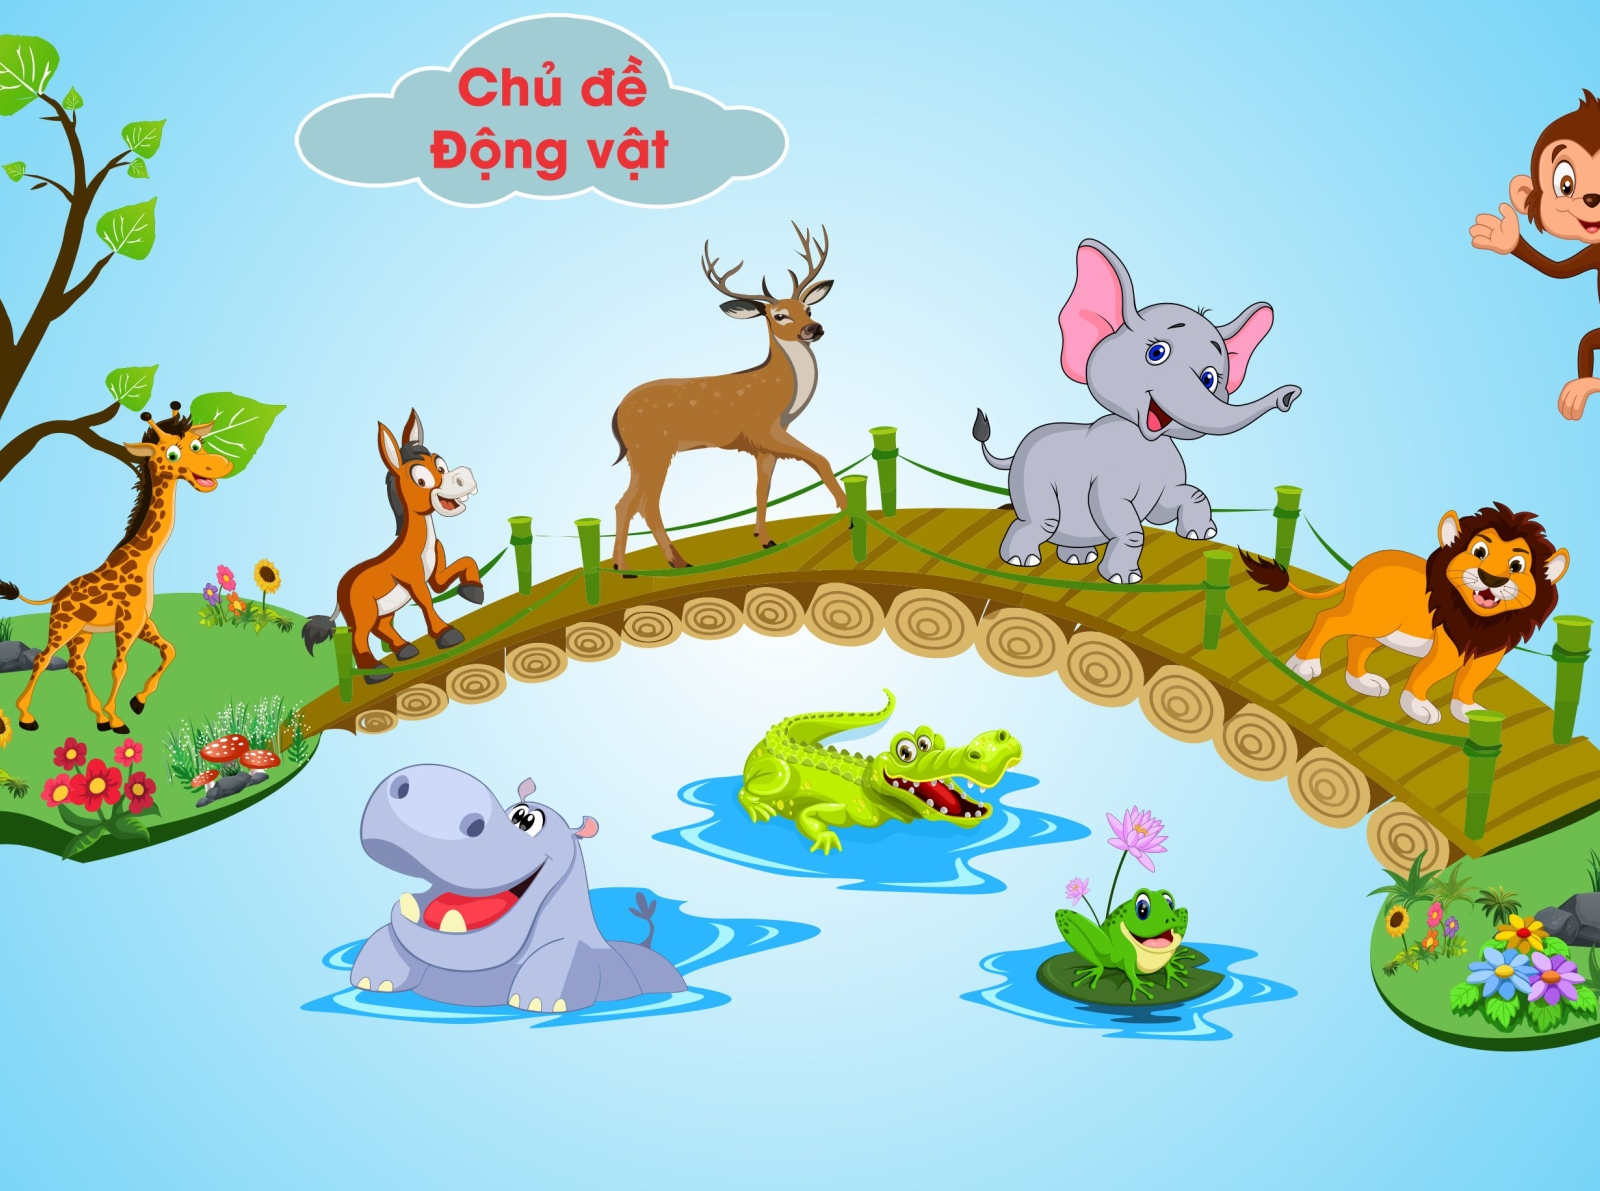 Chủ đề
Động vật